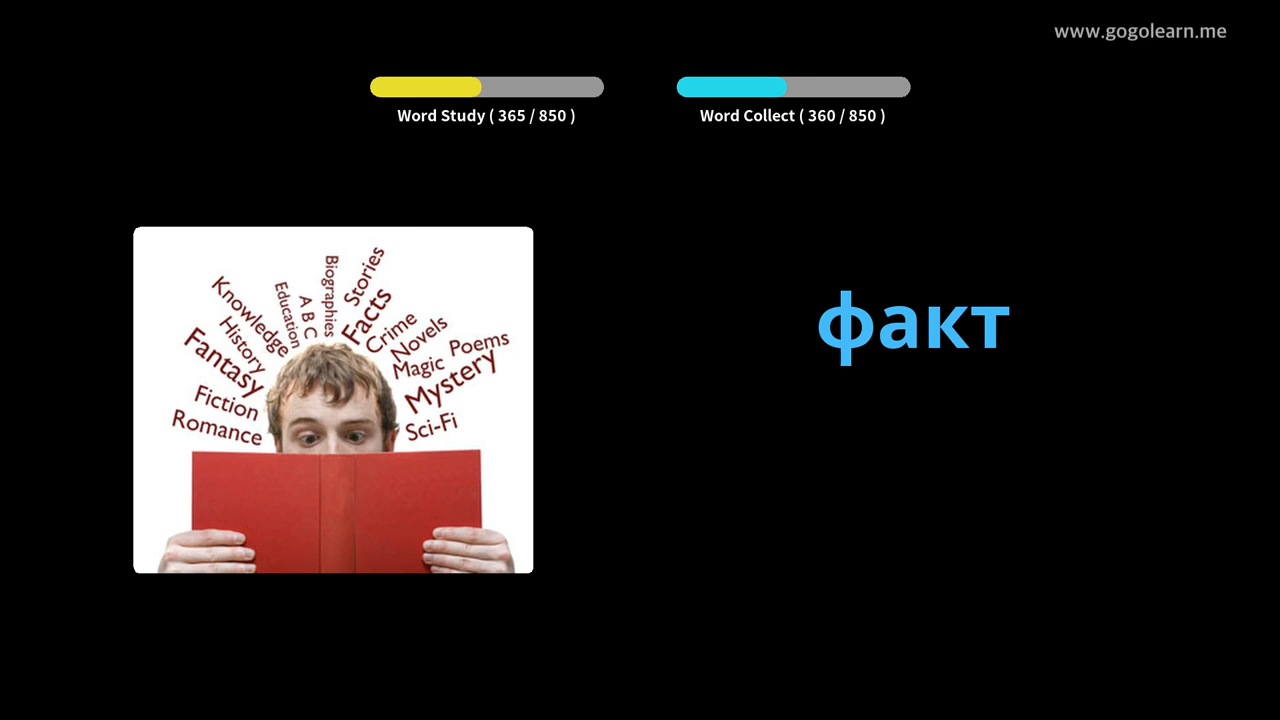 www.gogolearn.me
Word Study ( 365 / 850 )
Word Collect ( 360 / 850 )
Knowledge
History
Fantasy
Fiction
Romance
Education
A B C
Biographies
Stories
Facts
Crime
Novels
Magic
Poems
Mystery
Sci-Fi
факт